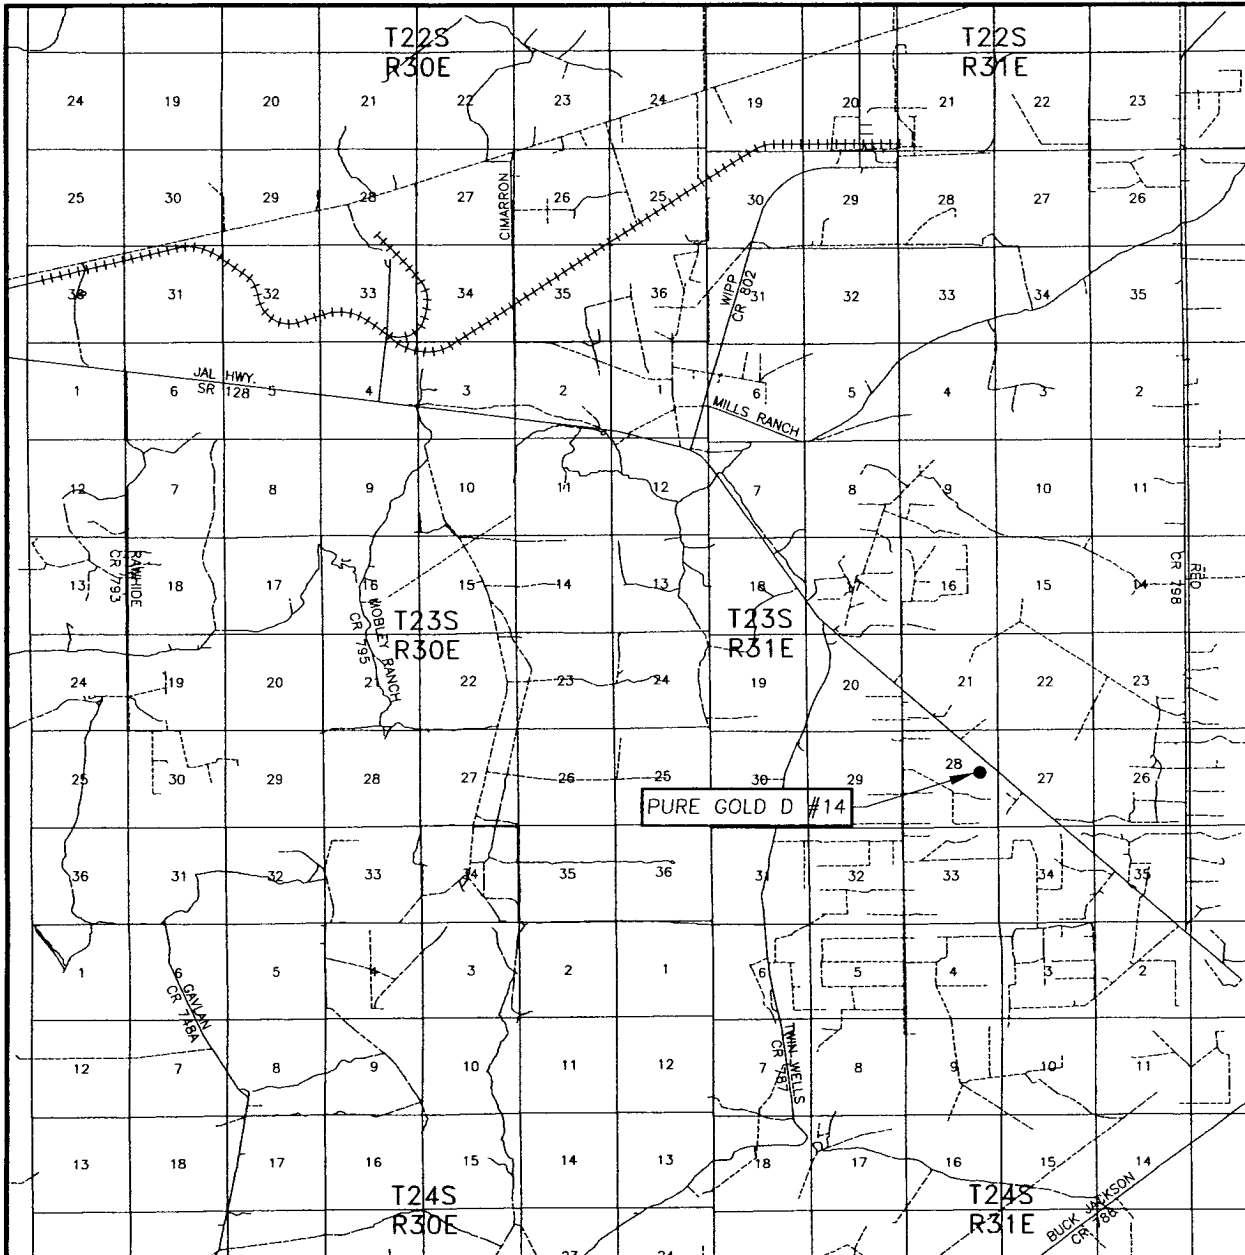 T22S
R30E
T22S
R31E
24 19 20 21 22 23 24 19 20 21 22 23
25 30 29 28 27 26 25 30 29 28 27 26
CIMARRON
36 31 32 33 34 35 36 31 32 33 34 35
WIPP
CR 802
JAL HWY.
SR 128
1 6 5 4 3 2 1 6 5 4 3 2
MILLS RANCH
12 7 8 9 10 11 12 7 8 9 10 11
RAWHIDE
CR 793
13 18 17 16 15 14 13 18 16 15 14
RED
CR 798
MOBLEY RANCH
CR 795
T23S
R30E
T23S
R31E
24 19 20 21 22 23 24 19 20 21 22 23
25 30 29 28 27 26 25 30 29 28 27 26
PURE GOLD D #14
36 31 32 33 34 35 36 31 32 33 34 35
1 6 5 4 3 2 1 6 5 4 3 2
GAVLAN
CR 748A
TWIN WELLS
CR 787
12 7 8 9 10 11 12 7 8 9 10 11
13 18 17 16 15 14 13 18 17 16 15 14
T24S
R30E
T24S
R31E
BUCK JACKSON
CR 786